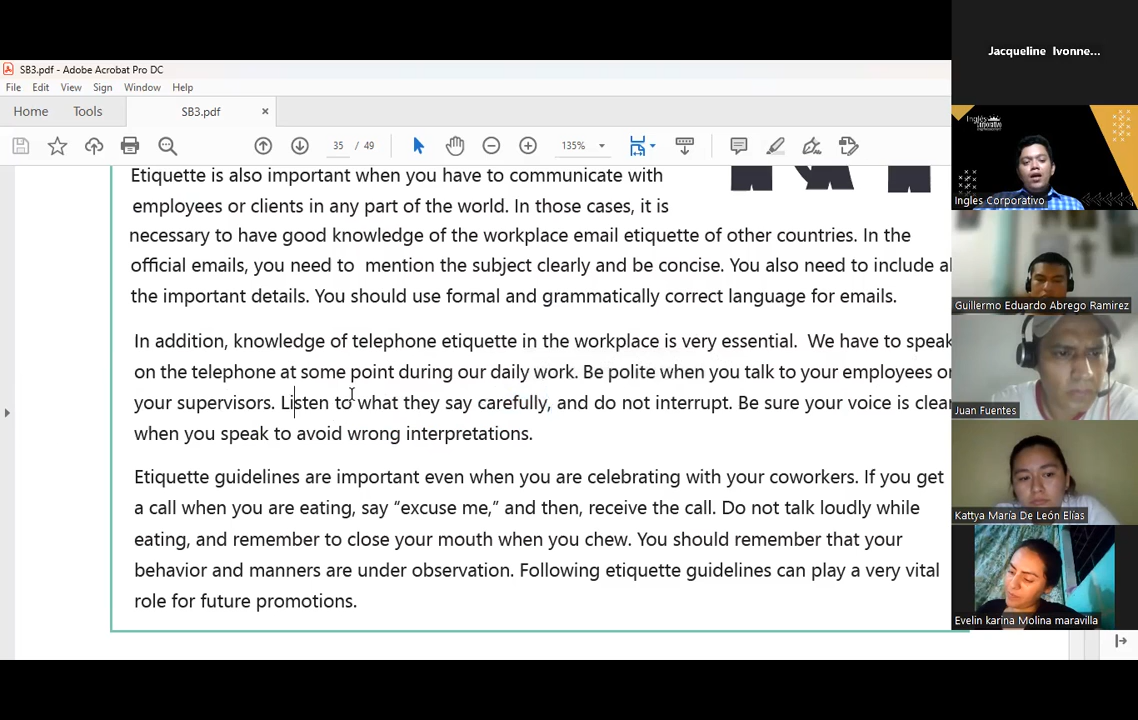 Jacqueline Ivonne...
SB3.pdf - Adobe Acrobat Pro DC
File Edit View Sign Window Help
Home Tools SB3.pdf ×
35 / 49 135%
Etiquette is also important when you have to communicate with
employees or clients in any part of the world. In those cases, it is
necessary to have good knowledge of the workplace email etiquette of other countries. In the
official emails, you need to mention the subject clearly and be concise. You also need to include al
the important details. You should use formal and grammatically correct language for emails.
In addition, knowledge of telephone etiquette in the workplace is very essential. We have to speak
on the telephone at some point during our daily work. Be polite when you talk to your employees or
your supervisors. Listen to what they say carefully, and do not interrupt. Be sure your voice is clear
when you speak to avoid wrong interpretations.
Etiquette guidelines are important even when you are celebrating with your coworkers. If you get
a call when you are eating, say “excuse me,” and then, receive the call. Do not talk loudly while
eating, and remember to close your mouth when you chew. You should remember that your
behavior and manners are under observation. Following etiquette guidelines can play a very vital
role for future promotions.
Inglés
Corporativo
Ingles Corporativo
Guillermo Eduardo Abrego Ramirez
Juan Fuentes
Kattya María De León Elías
Evelin karina Molina maravilla